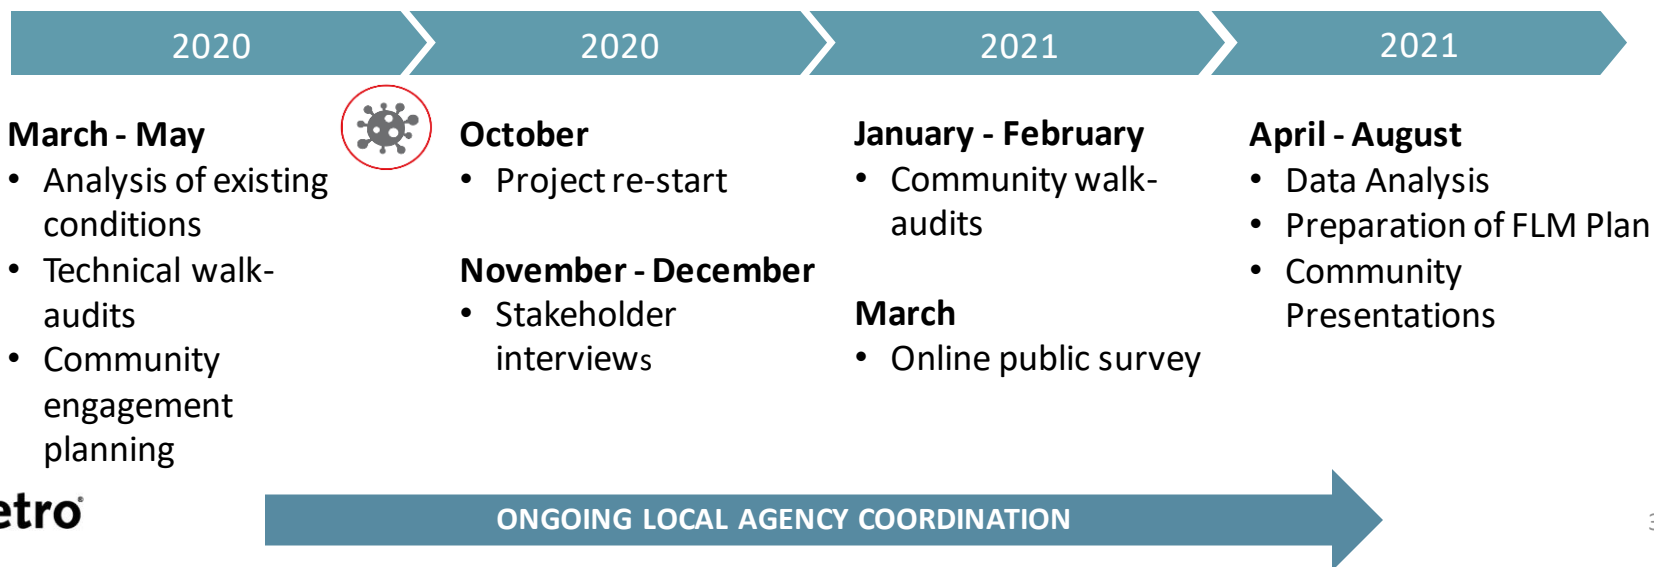 2020
2020
2021
2021
March - May
• Analysis of existing
conditions
• Technical walk-
audits
• Community
engagement
planning
October
• Project re-start
November - December
• Stakeholder
interviews
January - February
• Community walk-
audits
March
• Online public survey
April - August
• Data Analysis
• Preparation of FLM Plan
• Community
Presentations
etro
ONGOING LOCAL AGENCY COORDINATION
3